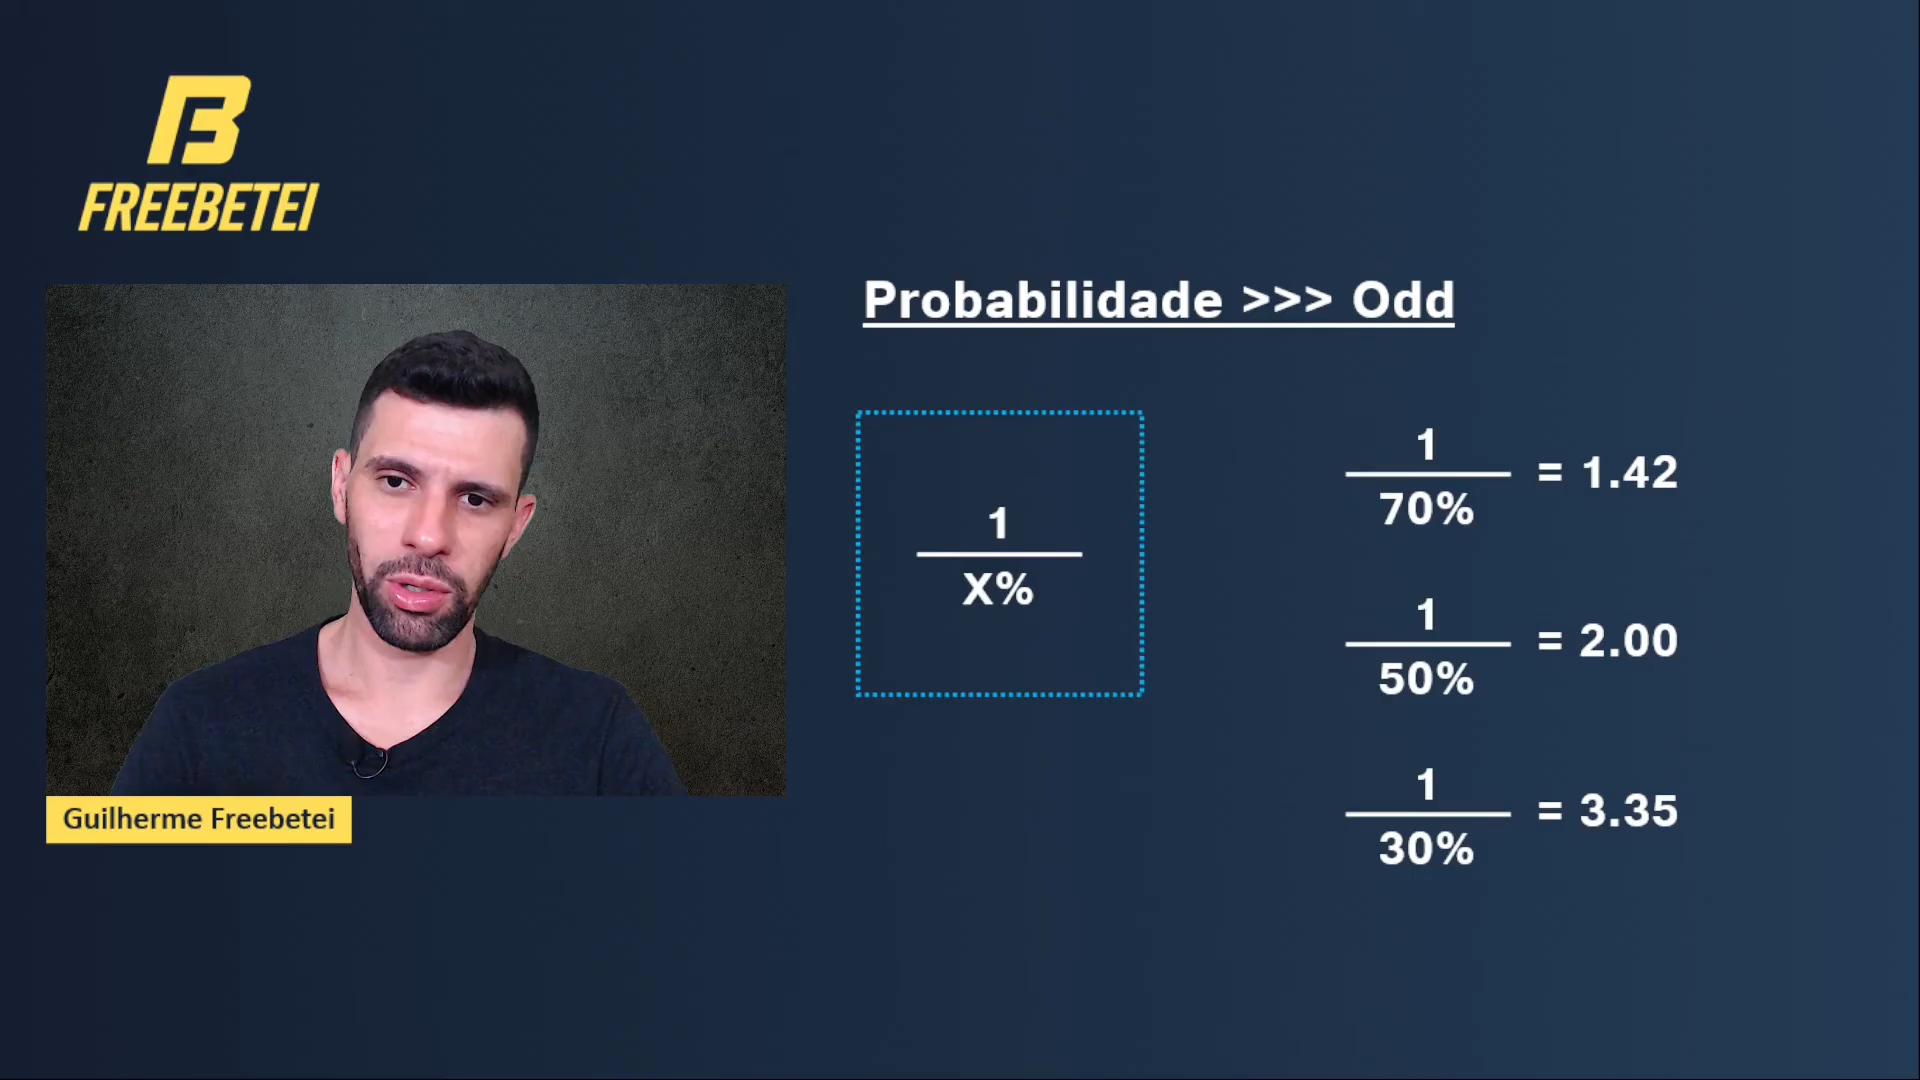 FREEBETEI
Guilherme Freebetei
Probabilidade >>> Odd
1
X%
1
70%
= 1.42
1
50%
= 2.00
1
30%
= 3.35